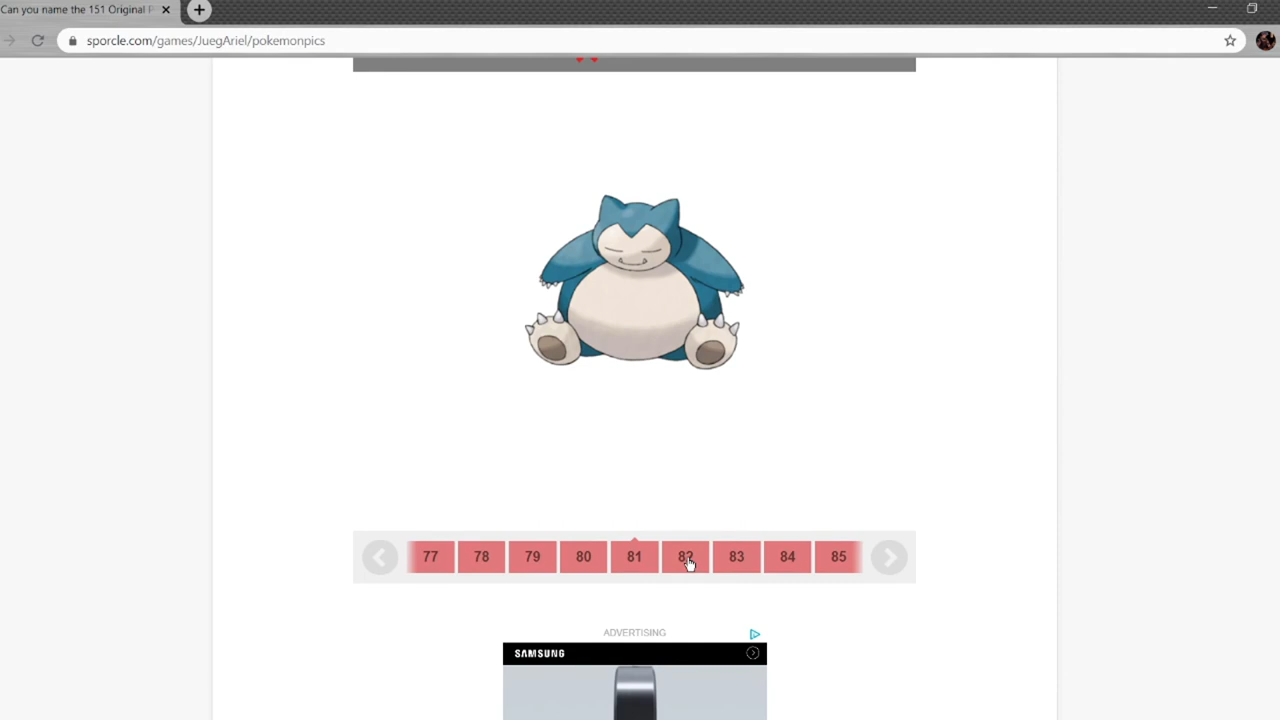 Can you name the 151 Original P
sporcle.com/games/JuegAriel/pokemonpics
77 78 79 80 81 82 83 84 85
ADVERTISING
SAMSUNG